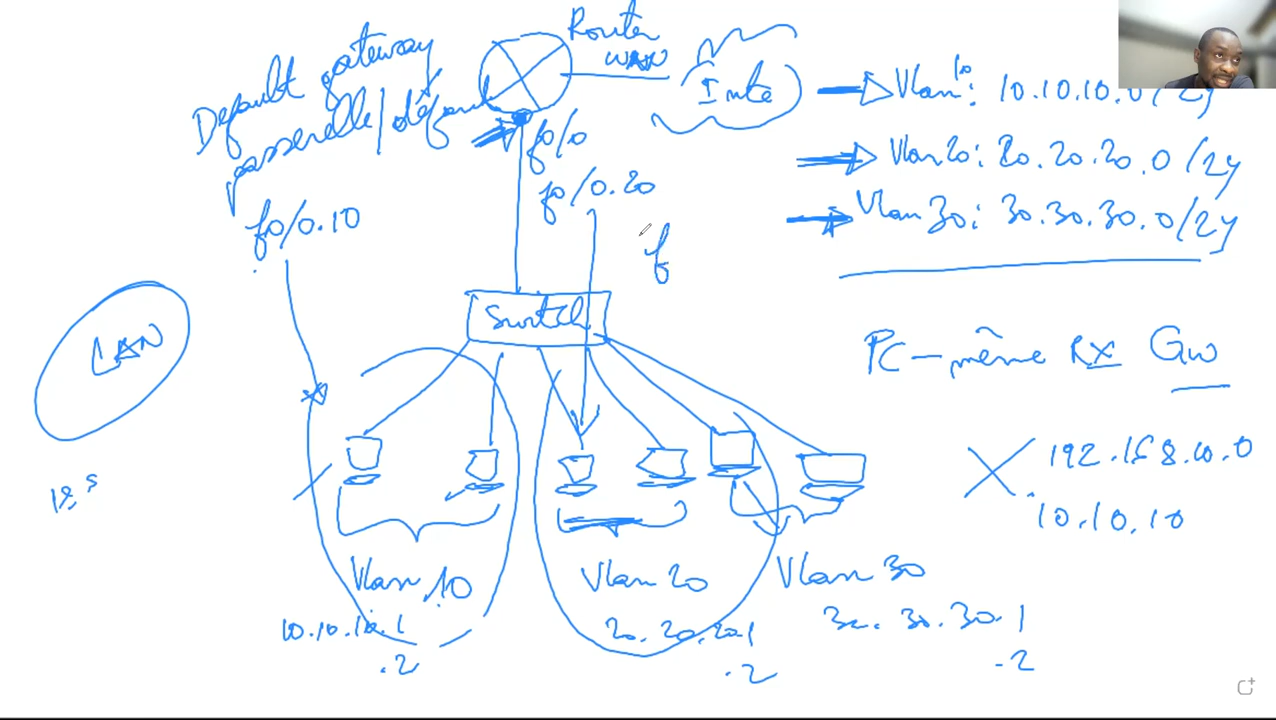 Router
WAN
Inte
Default gateway
passerelle/défaut
f0/0
f0/0.20
f0/0.10
f
Vlan 10: 10.10.10.0/24
Vlan 20: 20.20.20.0/24
Vlan 30: 30.30.30.0/24
Switch
LAN
PC-même RX GW
192.168.10.0
10.10.10
Vlan 10
10.10.10.1
.2
Vlan 20
20.20.20.1
.2
Vlan 30
30.30.30.1
.2